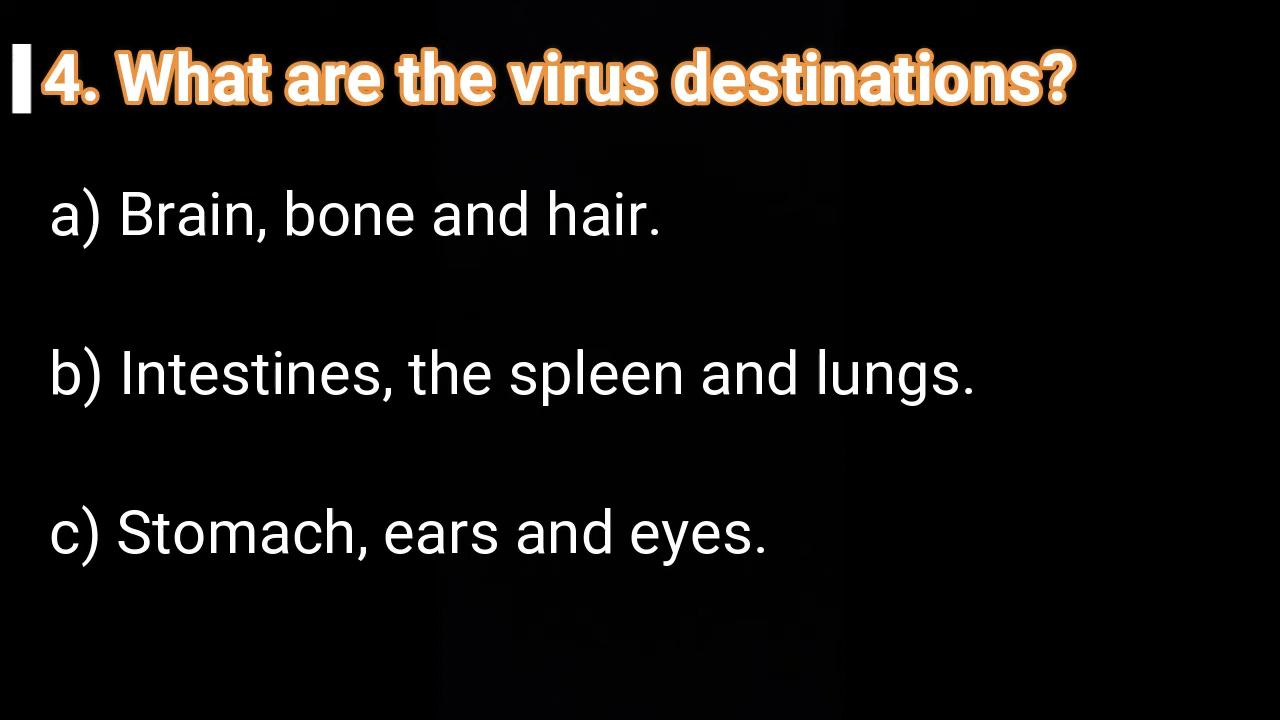 4. What are the virus destinations?
a) Brain, bone and hair.
b) Intestines, the spleen and lungs.
c) Stomach, ears and eyes.